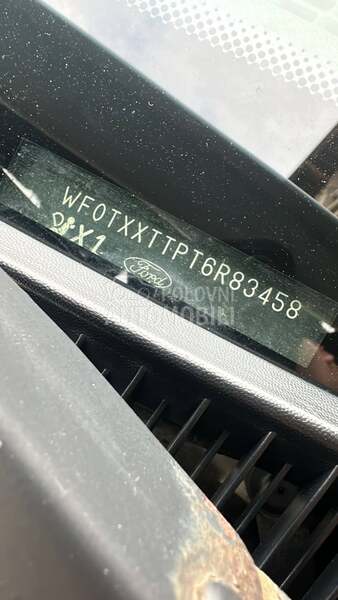 WF0TXXTTPT6R83458
X1
Ford
POLOVNI
AUTOMOBILI